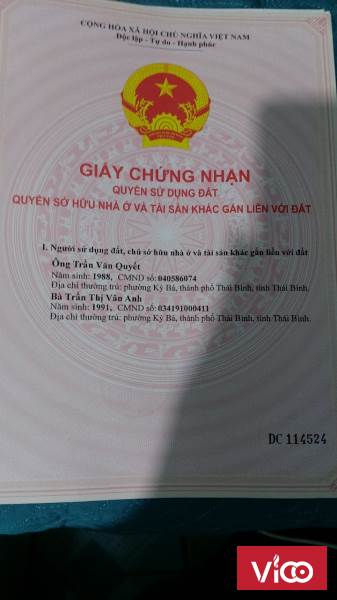 CỘNG HÒA XÃ HỘI CHỦ NGHĨA VIỆT NAM
Độc lập - Tự do - Hạnh phúc
GIẤY CHỨNG NHẬN
QUYỀN SỬ DỤNG ĐẤT
QUYỀN SỞ HỮU NHÀ Ở VÀ TÀI SẢN KHÁC GẮN LIỀN VỚI ĐẤT
I. Người sử dụng đất, chủ sở hữu nhà ở và tài sản khác gắn liền với đất
Ông Trần Văn Quyết
Năm sinh: 1988, CMND số: 040586074
Địa chỉ thường trú: phường Kỳ Bá, thành phố Thái Bình, tỉnh Thái Bình.
Bà Trần Thị Vân Anh
Năm sinh: 1991, CMND số: 034191000411
Địa chỉ thường trú: phường Kỳ Bá, thành phố Thái Bình, tỉnh Thái Bình.
DC 114524
Vico